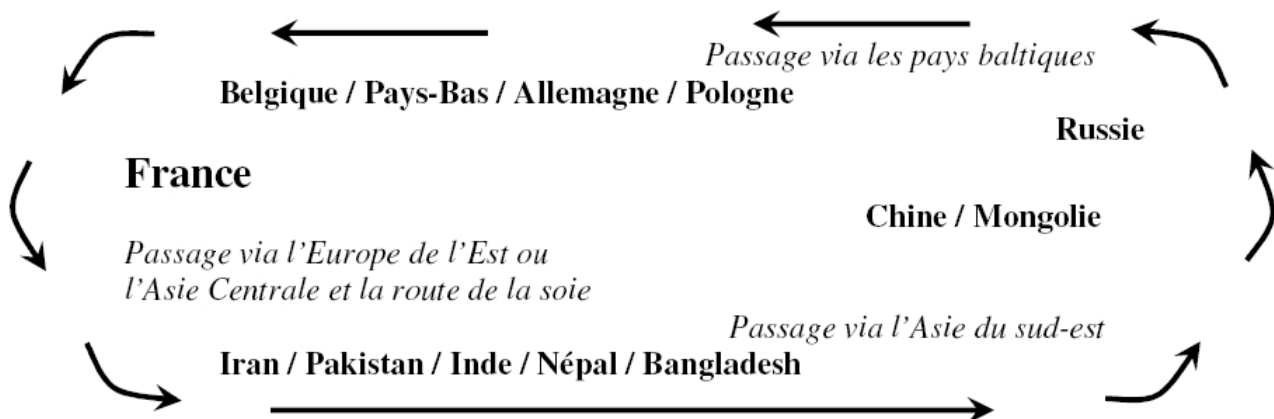 Passage via les pays baltiques
Belgique / Pays-Bas / Allemagne / Pologne
Russie
France
Chine / Mongolie
Passage via l'Europe de l'Est ou
l'Asie Centrale et la route de la soie
Passage via l'Asie du sud-est
Iran / Pakistan / Inde / Népal / Bangladesh